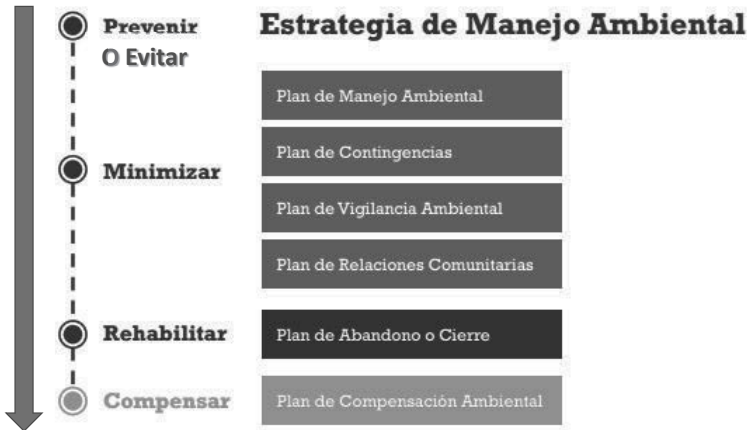 Estrategia de Manejo Ambiental
Prevenir
O Evitar
Plan de Manejo Ambiental
Plan de Contingencias
Minimizar
Plan de Vigilancia Ambiental
Plan de Relaciones Comunitarias
Rehabilitar
Plan de Abandono o Cierre
Compensar
Plan de Compensación Ambiental